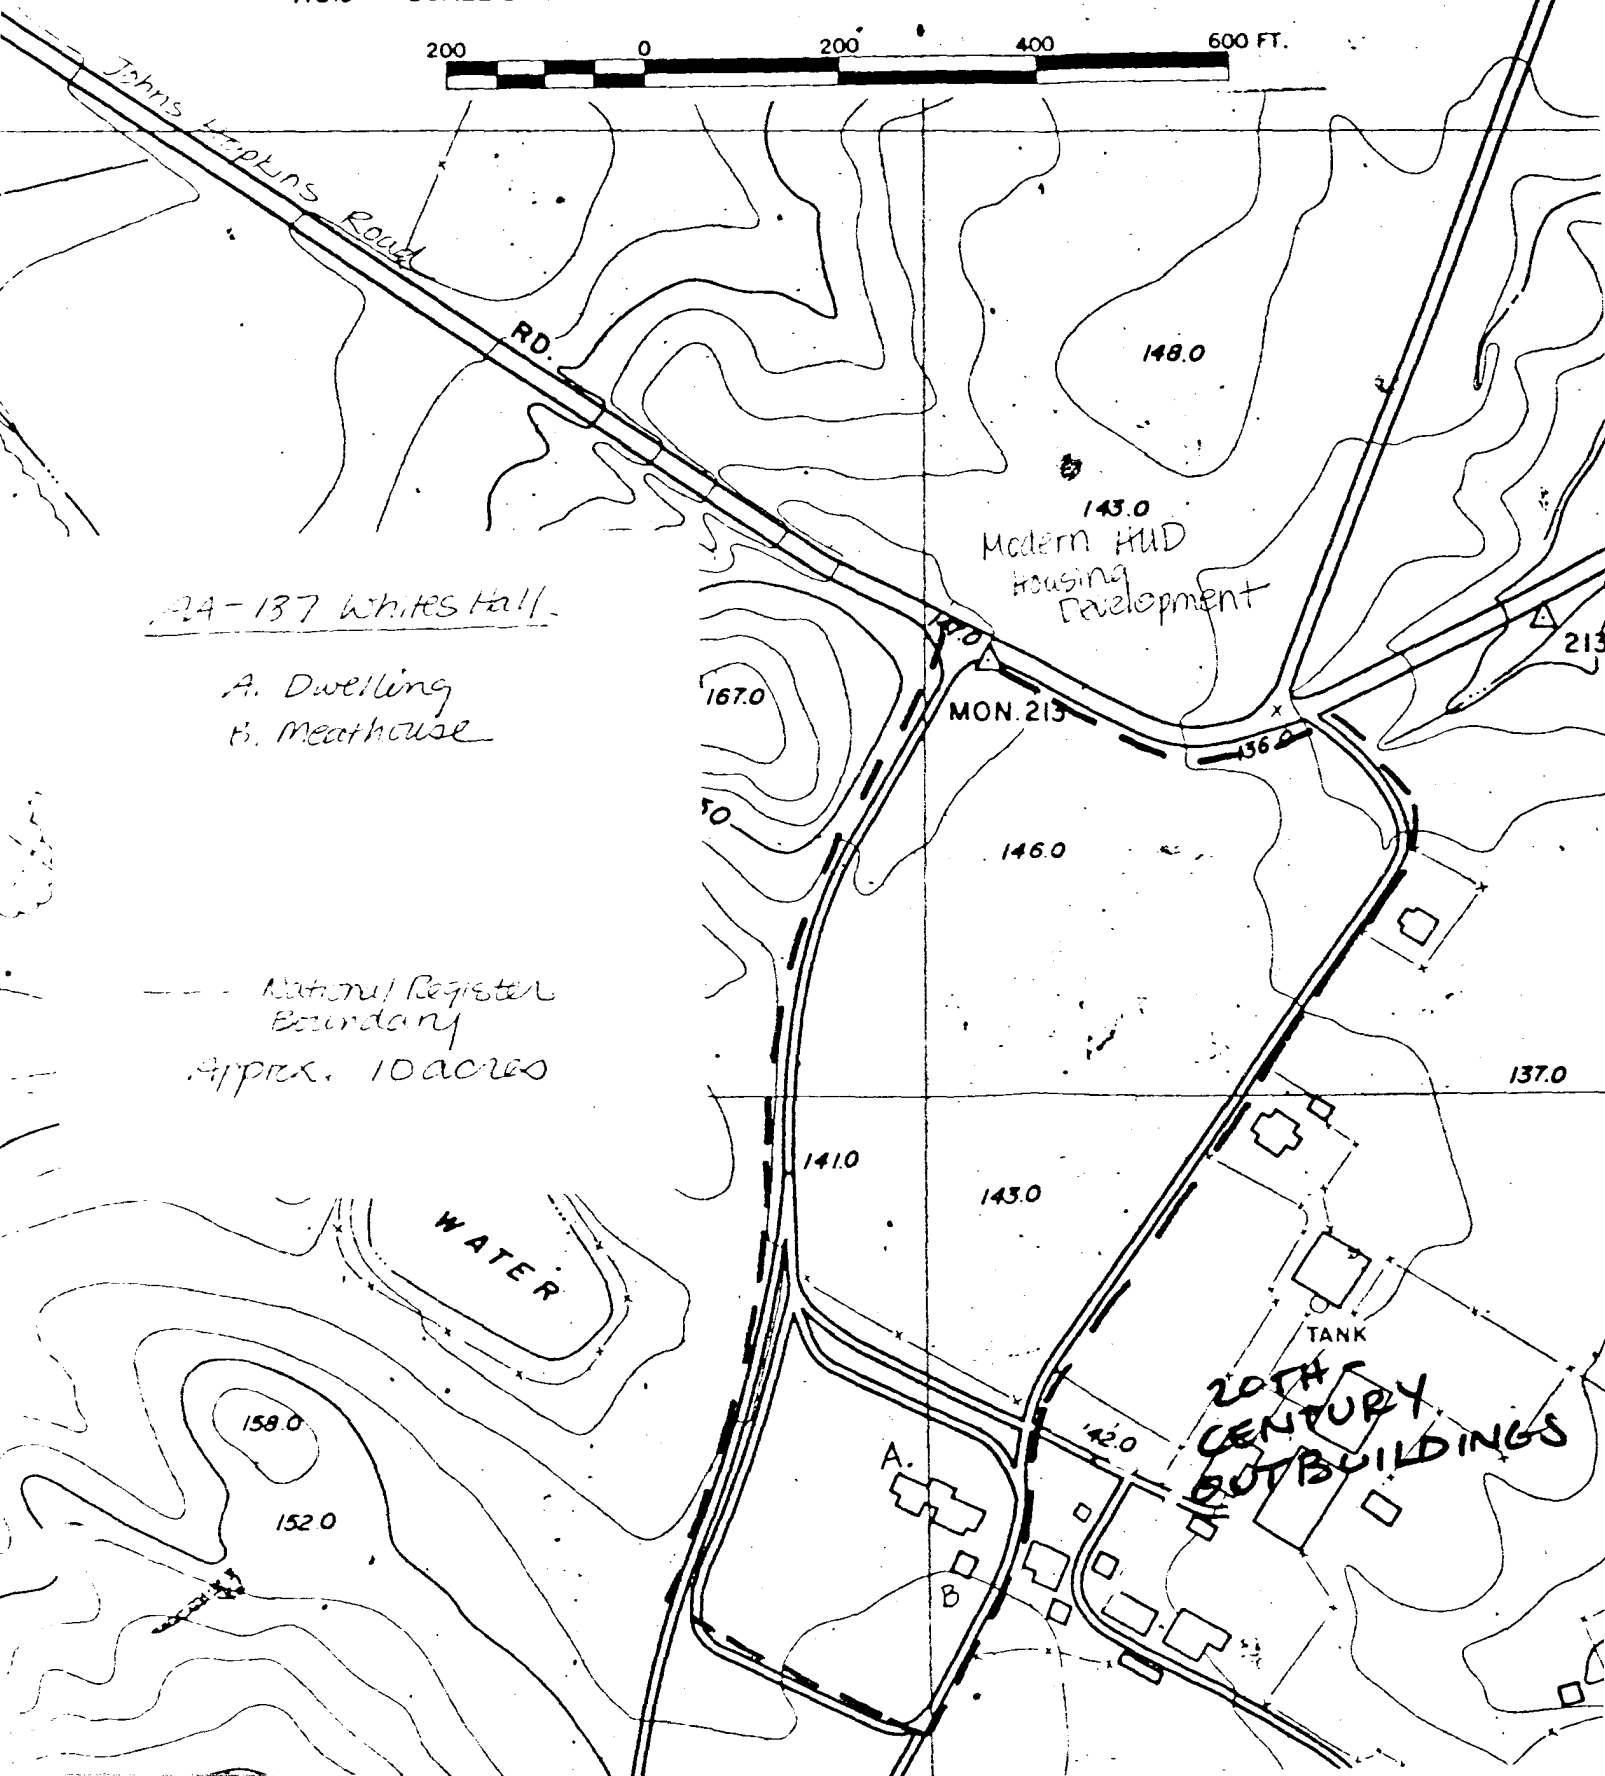 200 0 200 400 600 FT.
Johns Hopkins Road
RD.
148.0
143.0
Modern HUD
Housing
Development
AA-137 Whites Hall.
A. Dwelling
B. Meathouse
167.0
MON. 213
213
136.0
50
146.0
National Register
Boundary
Approx. 10 acres
137.0
141.0
143.0
WATER
TANK
20TH
CENTURY
OUTBUILDINGS
158.0
142.0
A.
152.0
B